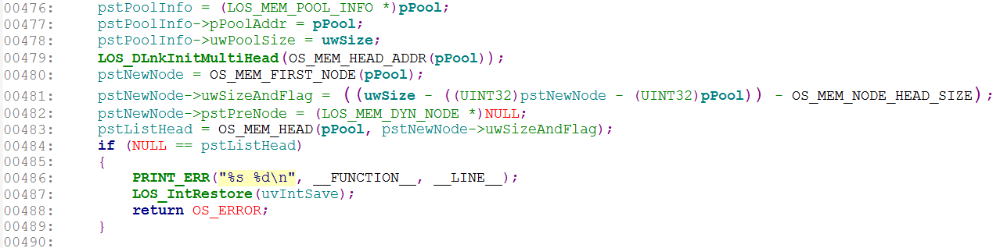 00476:     pstPoolInfo = (LOS_MEM_POOL_INFO *)pPool;
00477:     pstPoolInfo->pPoolAddr = pPool;
00478:     pstPoolInfo->uwPoolSize = uwSize;
00479:     LOS_DLnkInitMultiHead(OS_MEM_HEAD_ADDR(pPool));
00480:     pstNewNode = OS_MEM_FIRST_NODE(pPool);
00481:     pstNewNode->uwSizeAndFlag = ((uwSize - ((UINT32)pstNewNode - (UINT32)pPool)) - OS_MEM_NODE_HEAD_SIZE);
00482:     pstNewNode->pstPreNode = (LOS_MEM_DYN_NODE *)NULL;
00483:     pstListHead = OS_MEM_HEAD(pPool, pstNewNode->uwSizeAndFlag);
00484:     if (NULL == pstListHead)
00485:     {
00486:         PRINT_ERR("%s %d\n", __FUNCTION__, __LINE__);
00487:         LOS_IntRestore(uvIntSave);
00488:         return OS_ERROR;
00489:     }
00490: